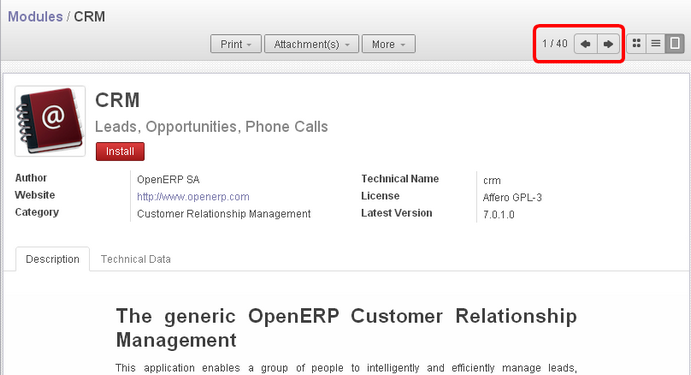 Modules / CRM
Print Attachment(s) More 1 / 40
@
CRM
Leads, Opportunities, Phone Calls
Install
Author OpenERP SA Technical Name crm
Website http://www.openerp.com License Affero GPL-3
Category Customer Relationship Management Latest Version 7.0.1.0
Description Technical Data
The generic OpenERP Customer Relationship
Management
This application enables a group of people to intelligently and efficiently manage leads,